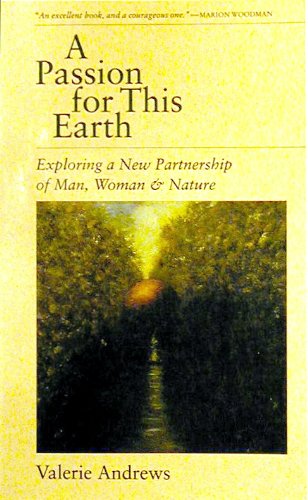 "An excellent book, and a courageous one."—MARION WOODMAN
A
Passion
for This
Earth
Exploring a New Partnership
of Man, Woman & Nature
Valerie Andrews